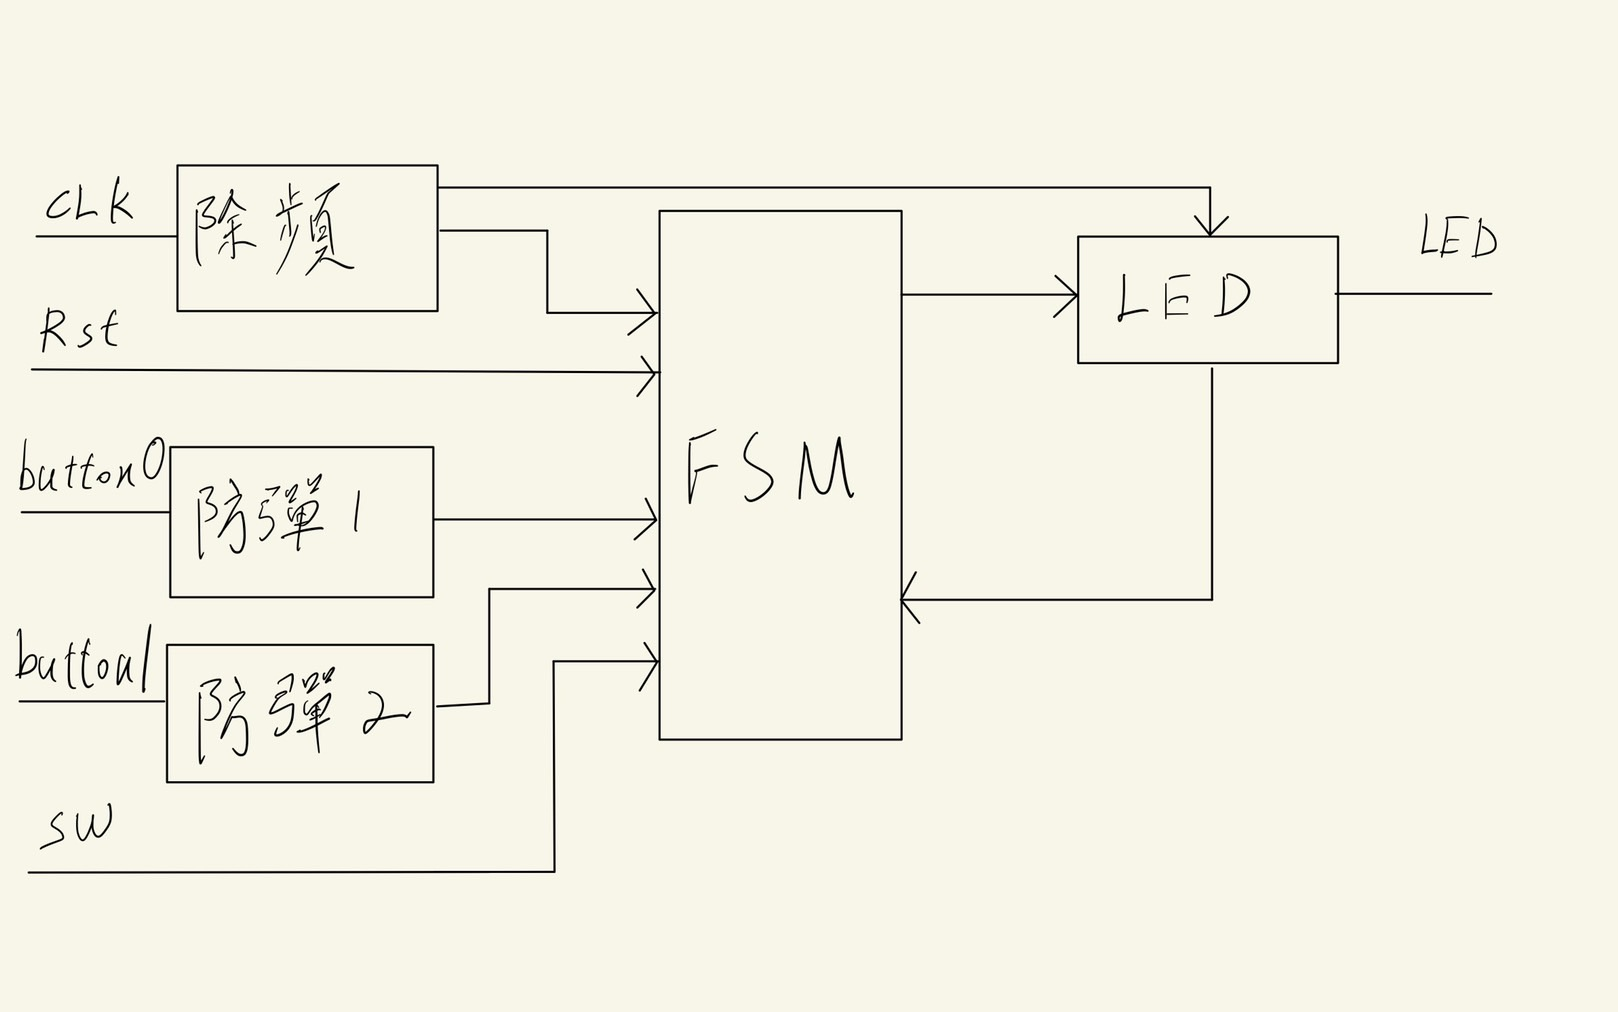 CLK
除頻
Rst
button0
防彈1
button1
防彈2
SW
FSM
LED
LED